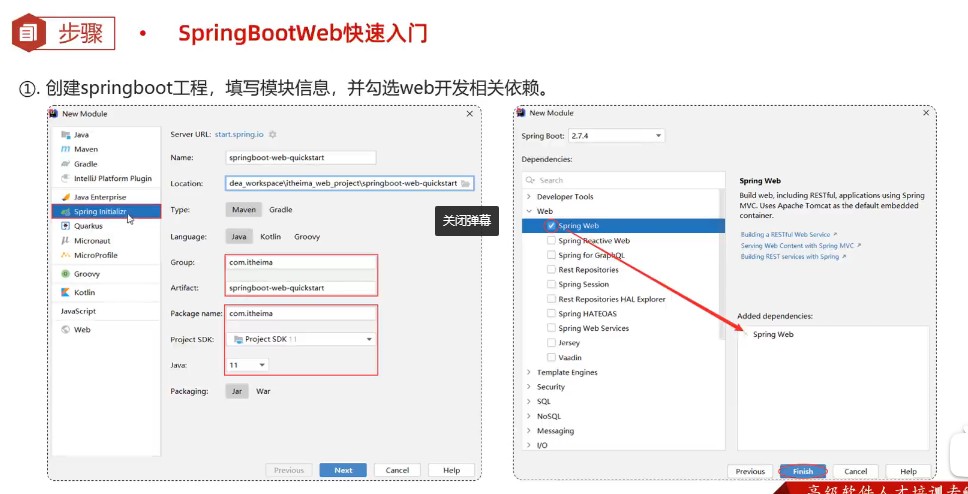 步骤
• SpringBootWeb快速入门
①. 创建springboot工程，填写模块信息，并勾选web开发相关依赖。
New Module
Java
Maven
Gradle
IntelliJ Platform Plugin
Java Enterprise
Spring Initializr
Quarkus
Micronaut
MicroProfile
Groovy
Kotlin
JavaScript
Web
Server URL: start.spring.io
Name: springboot-web-quickstart
Location: dea_workspace\itheima_web_project\springboot-web-quickstart
Type: Maven Gradle
Language: Java Kotlin Groovy
Group: com.itheima
Artifact: springboot-web-quickstart
Package name: com.itheima
Project SDK: Project SDK 11
Java: 11
Packaging: Jar War
Previous Next Cancel Help
关闭弹幕
New Module
Spring Boot: 2.7.4
Dependencies:
Search
Developer Tools
Web
Spring Web
Spring Reactive Web
Spring for GraphQL
Rest Repositories
Spring Session
Rest Repositories HAL Explorer
Spring HATEOAS
Spring Web Services
Jersey
Vaadin
Template Engines
Security
SQL
NoSQL
Messaging
I/O
Spring Web
Build web, including RESTful, applications using Spring
MVC. Uses Apache Tomcat as the default embedded
container.
Building a RESTful Web Service
Serving Web Content with Spring MVC
Building REST services with Spring
Added dependencies:
Spring Web
Previous Finish Cancel Help
高级软件人才培训专